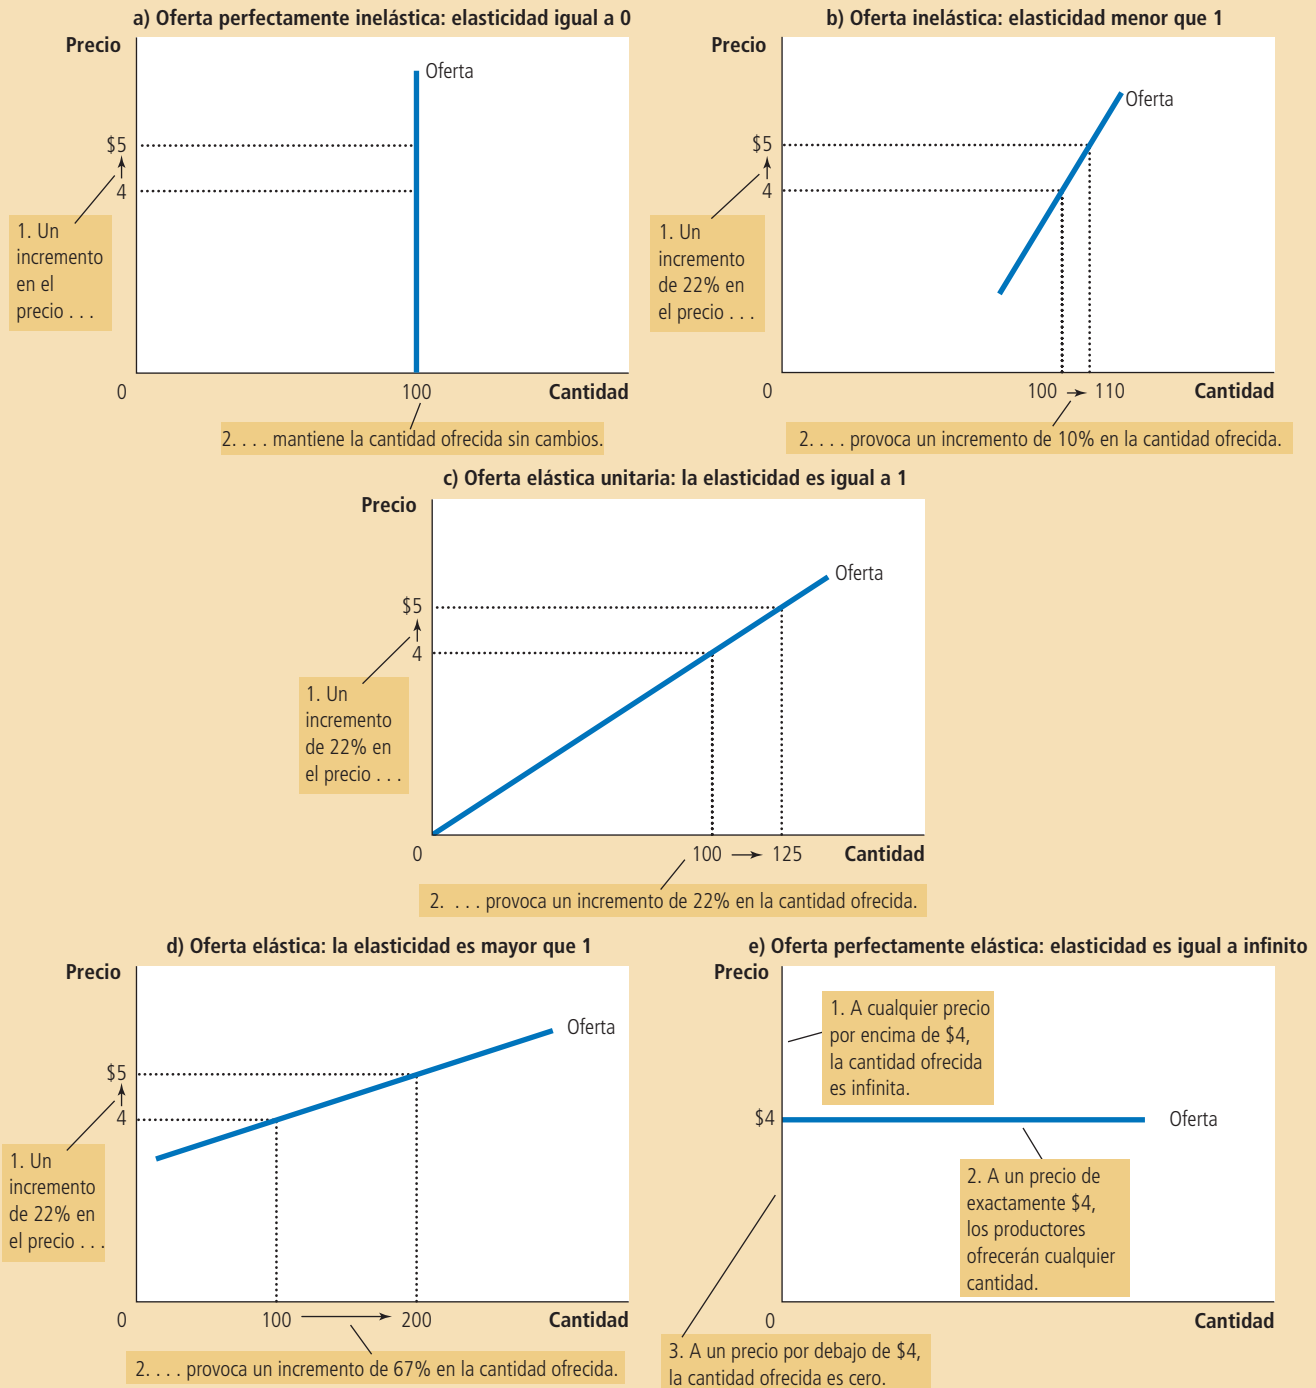 a) Oferta perfectamente inelástica: elasticidad igual a 0
Precio
Oferta
$5
4
1. Un
incremento
en el
precio . . .
0
100
Cantidad
2. . . . mantiene la cantidad ofrecida sin cambios.
b) Oferta inelástica: elasticidad menor que 1
Precio
Oferta
$5
4
1. Un
incremento
de 22% en
el precio . . .
0
100
110
Cantidad
2. . . . provoca un incremento de 10% en la cantidad ofrecida.
c) Oferta elástica unitaria: la elasticidad es igual a 1
Precio
Oferta
$5
4
1. Un
incremento
de 22% en
el precio . . .
0
100
125
Cantidad
2. . . . provoca un incremento de 22% en la cantidad ofrecida.
d) Oferta elástica: la elasticidad es mayor que 1
Precio
Oferta
$5
4
1. Un
incremento
de 22% en
el precio . . .
0
100
200
Cantidad
2. . . . provoca un incremento de 67% en la cantidad ofrecida.
e) Oferta perfectamente elástica: elasticidad es igual a infinito
Precio
1. A cualquier precio
por encima de $4,
la cantidad ofrecida
es infinita.
$4
Oferta
2. A un precio de
exactamente $4,
los productores
ofrecerán cualquier
cantidad.
0
Cantidad
3. A un precio por debajo de $4,
la cantidad ofrecida es cero.